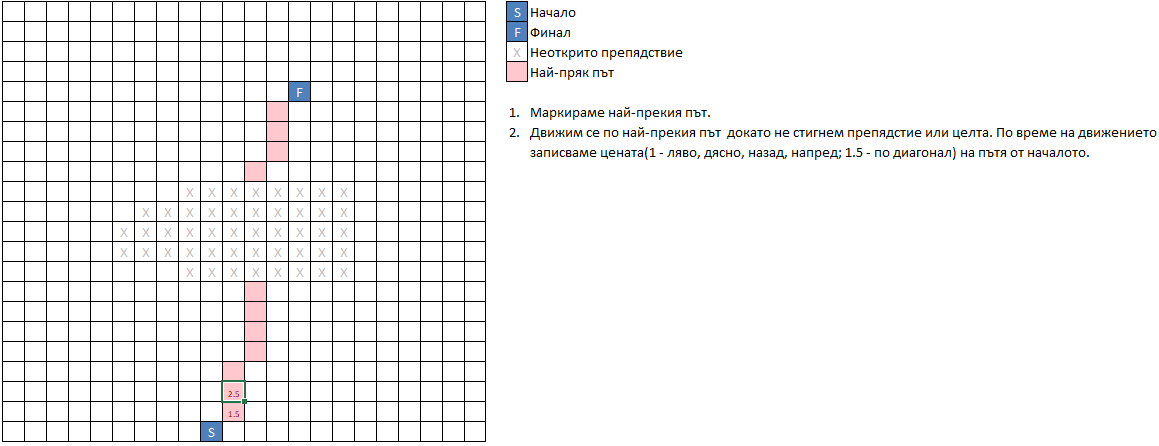 F
X X X X X X X X
X X X X X X X X X X
X X X X X X X X X X X
X X X X X X X X X X X
X X X X X X X X
2.5
1.5
S
S Начало
F Финал
X Неоткрито препядствие
Най-пряк път
1. Маркираме най-прекия път.
2. Движим се по най-прекия път докато не стигнем препядстие или целта. По време на движението
записваме цената(1 - ляво, дясно, назад, напред; 1.5 - по диагонал) на пътя от началото.